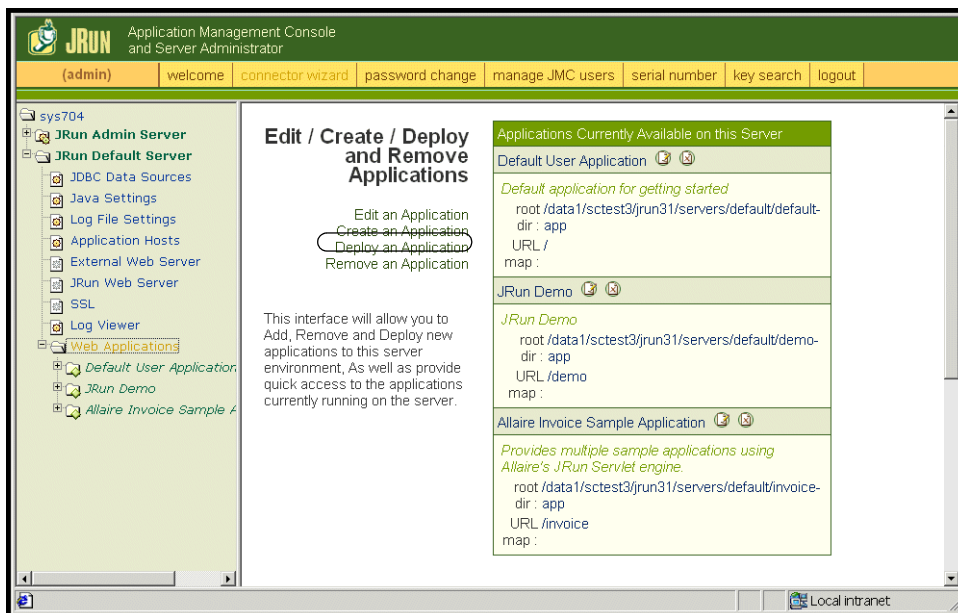 JRUN
Application Management Console
and Server Administrator
(admin)
welcome
connector wizard
password change
manage JMC users
serial number
key search
logout
sys704
JRun Admin Server
JRun Default Server
JDBC Data Sources
Java Settings
Log File Settings
Application Hosts
External Web Server
JRun Web Server
SSL
Log Viewer
Web Applications
Default User Application
JRun Demo
Allaire Invoice Sample A
Edit / Create / Deploy
and Remove
Applications
Edit an Application
Create an Application
Deploy an Application
Remove an Application
This interface will allow you to
Add, Remove and Deploy new
applications to this server
environment, As well as provide
quick access to the applications
currently running on the server.
Applications Currently Available on this Server
Default User Application
Default application for getting started
root /data1/sctest3/jrun31/servers/default/default-
dir : app
URL /
map :
JRun Demo
JRun Demo
root /data1/sctest3/jrun31/servers/default/demo-
dir : app
URL /demo
map :
Allaire Invoice Sample Application
Provides multiple sample applications using
Allaire's JRun Servlet engine.
root /data1/sctest3/jrun31/servers/default/invoice-
dir : app
URL /invoice
map :
Local intranet